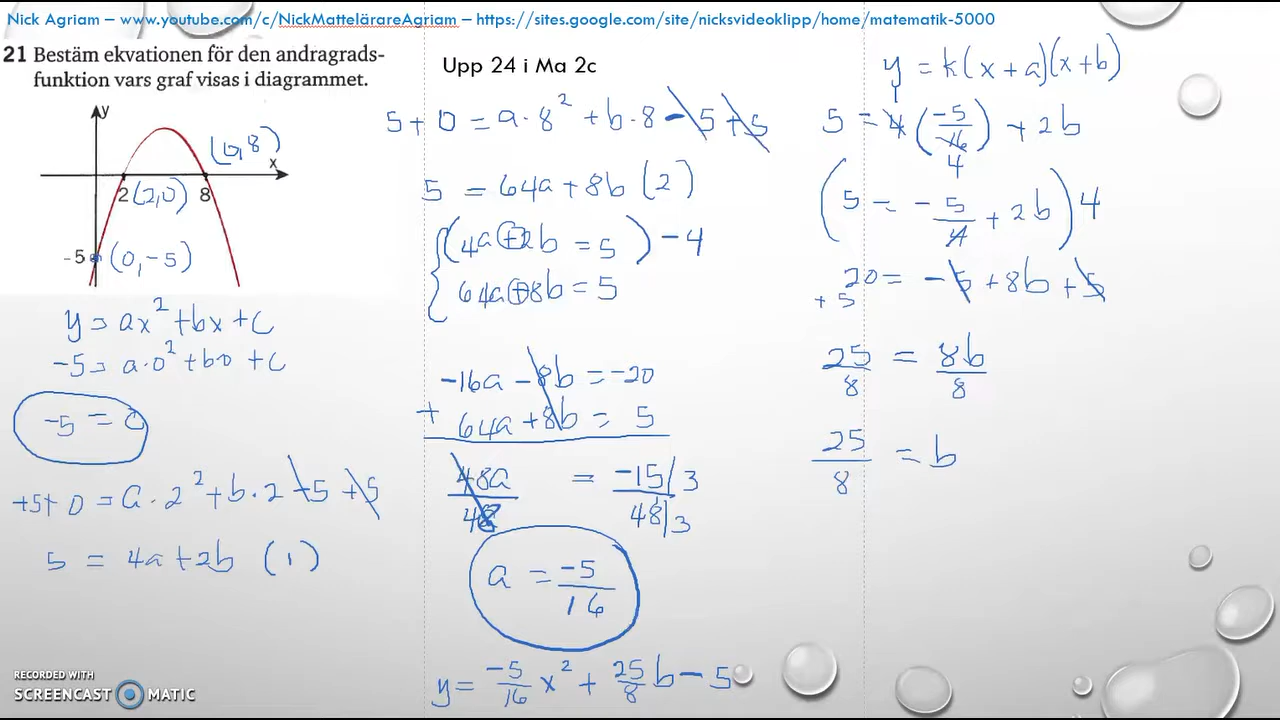 Nick Agriam – www.youtube.com/c/NickMattelärareAgriam – https://sites.google.com/site/nicksvideoklipp/home/matematik-5000
21 Bestäm ekvationen för den andragrads-
funktion vars graf visas i diagrammet.
y
(0,8)
x
2 (2,0) 8
-5 (0,-5)
y = ax² + bx + c
-5 = a·0² + b·0 + c
-5 = c
+5+ 0 = a·2² + b·2 -5 +5
5 = 4a + 2b (1)
Upp 24 i Ma 2c
5+ 0 = a·8² + b·8 -5 +5
5 = 64a + 8b (2)
{(4a + 2b = 5) -4
64a + 8b = 5
-16a - 8b = -20
+ 64a + 8b = 5
48a/48 = -15/3 / 48/3
a = -5/16
y = -5/16 x² + 25/8 b - 5
y = k(x + a)(x + b)
5 = 4(-5/16) + 2b
4
(5 = -5/4 + 2b) 4
20 = -5 + 8b + 5
+ 5
25/8 = 8b/8
25/8 = b
RECORDED WITH
SCREENCAST MATIC